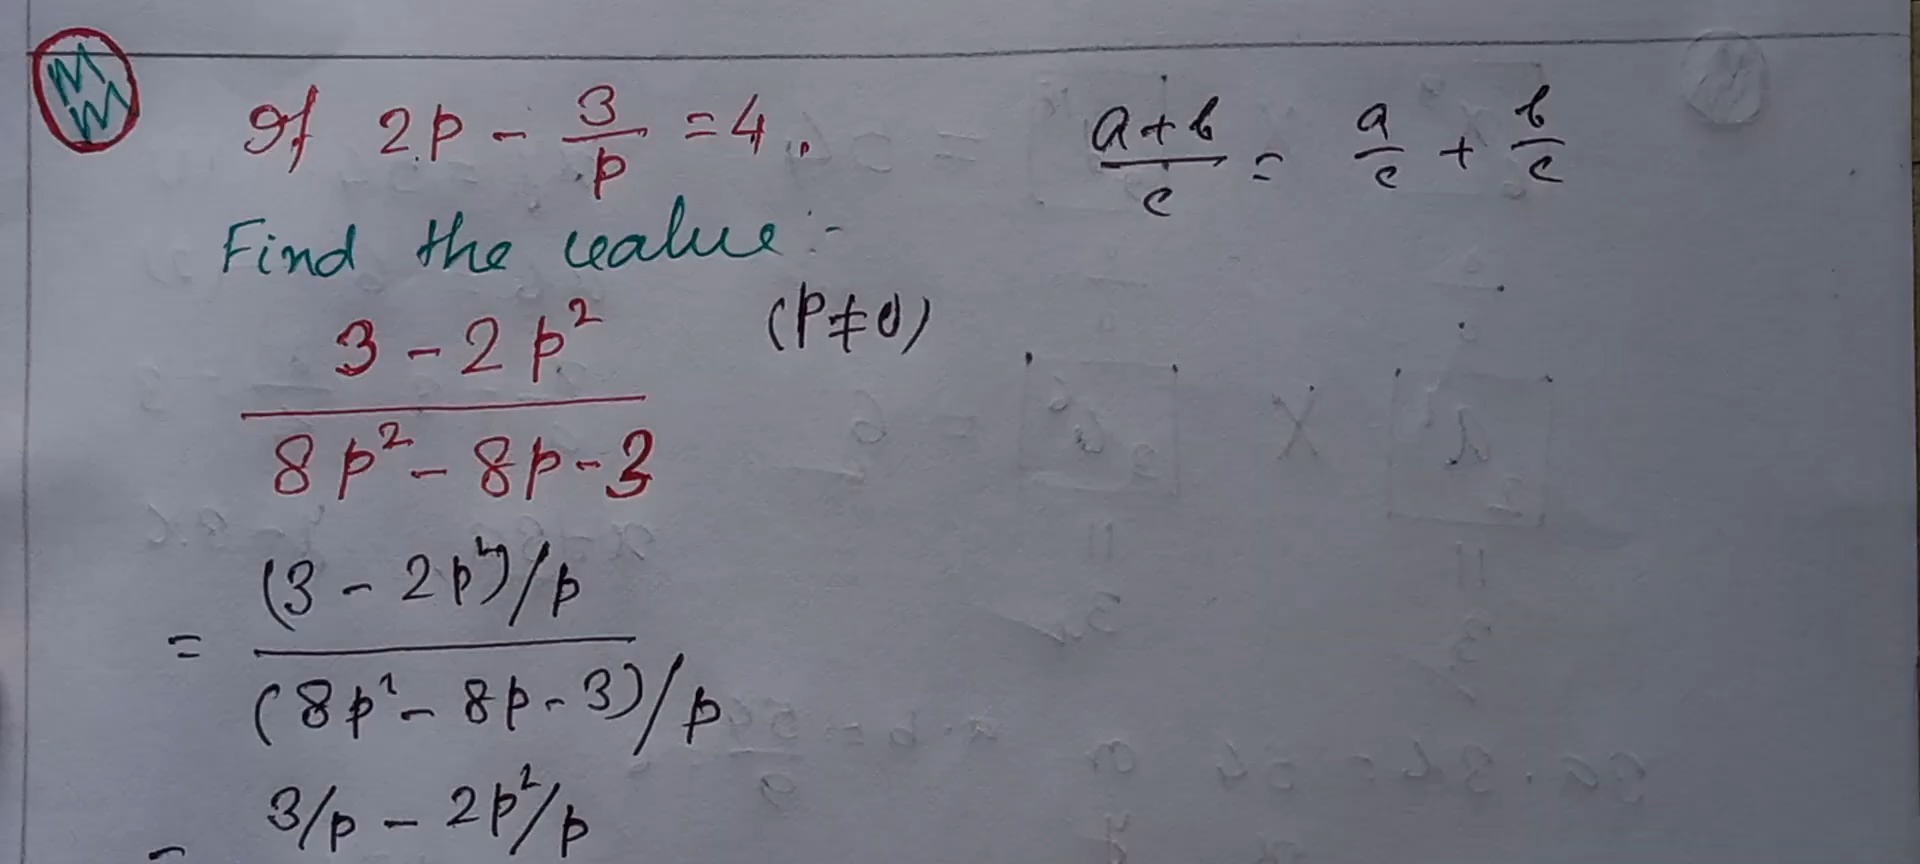 If 2p - 3/p = 4.
(a+b)/c = a/c + b/c
Find the value :-
(3 - 2p²)/(8p² - 8p - 3) (P≠0)
= ((3 - 2p²)/p)/((8p² - 8p - 3)/p)
= 3/p - 2p²/p